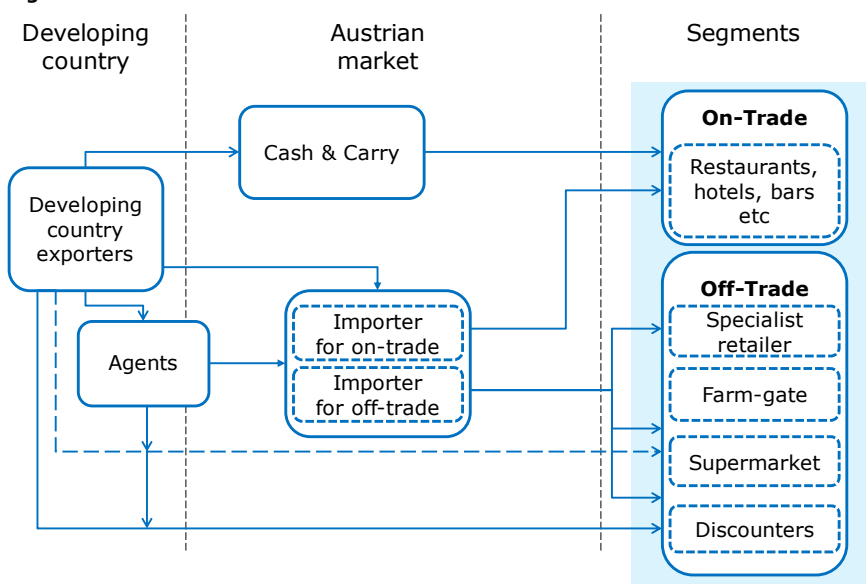 Developing
country
Austrian
market
Segments
Cash & Carry
On-Trade
Restaurants,
hotels, bars
etc
Developing
country
exporters
Off-Trade
Specialist
retailer
Importer
for on-trade
Agents
Importer
for off-trade
Farm-gate
Supermarket
Discounters